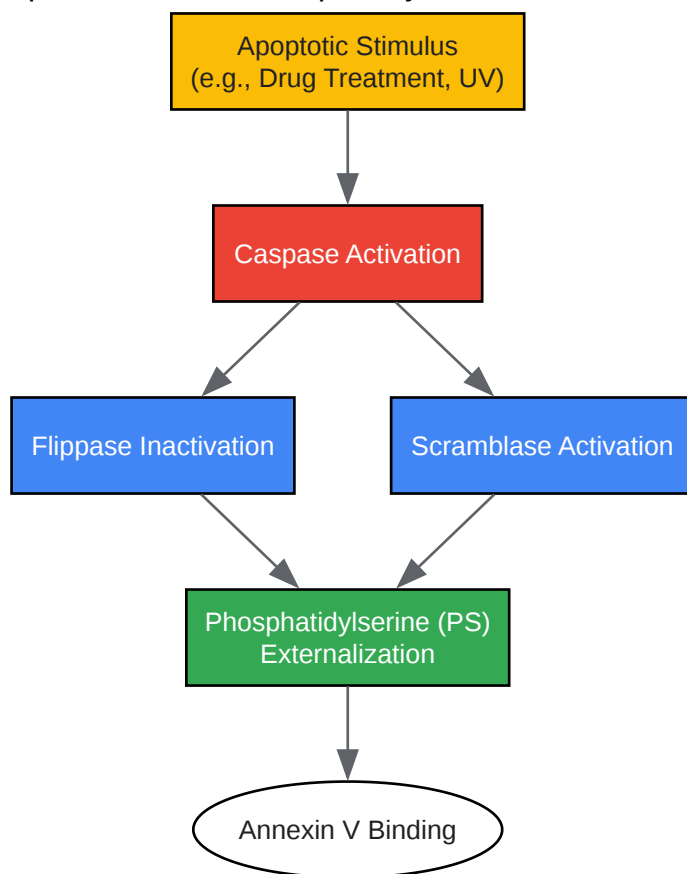 Apoptotic Stimulus
(e.g., Drug Treatment, UV)
Caspase Activation
Flippase Inactivation
Scramblase Activation
Phosphatidylserine (PS)
Externalization
Annexin V Binding